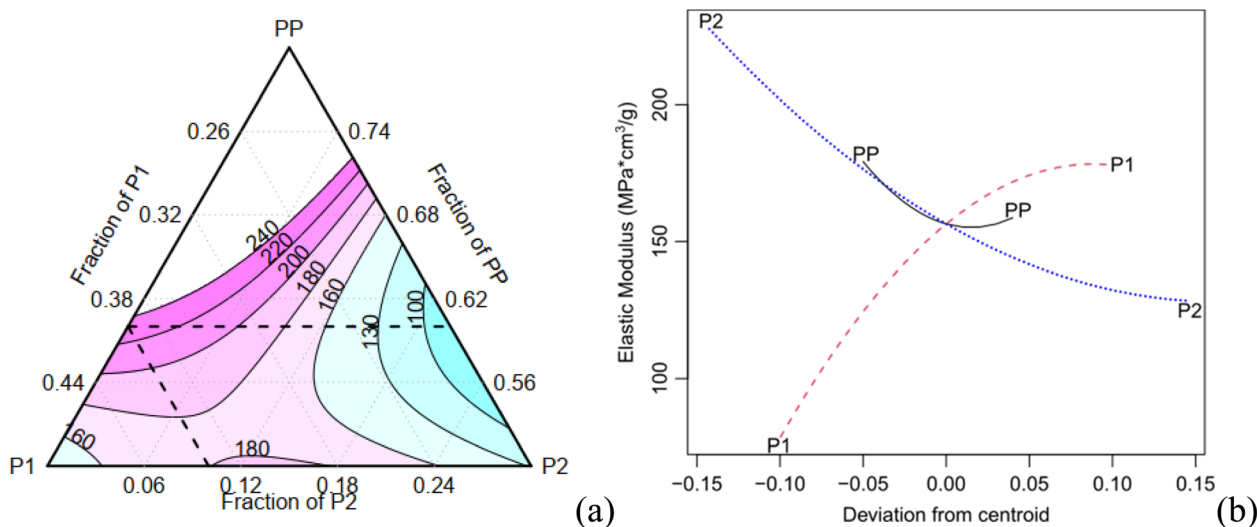 PP
0.26 0.74
Fraction of P1
Fraction of PP
0.32 0.68
240
220
200
180
160
0.38 0.62
100
130
0.44 0.56
60
180
P1 P2
0.06 0.12 0.18 0.24
Fraction of P2
(a)
Elastic Modulus (MPa*cm³/g)
200
150
100
P2
PP
PP
P1
P2
P1
−0.15 −0.10 −0.05 0.00 0.05 0.10 0.15
Deviation from centroid
(b)